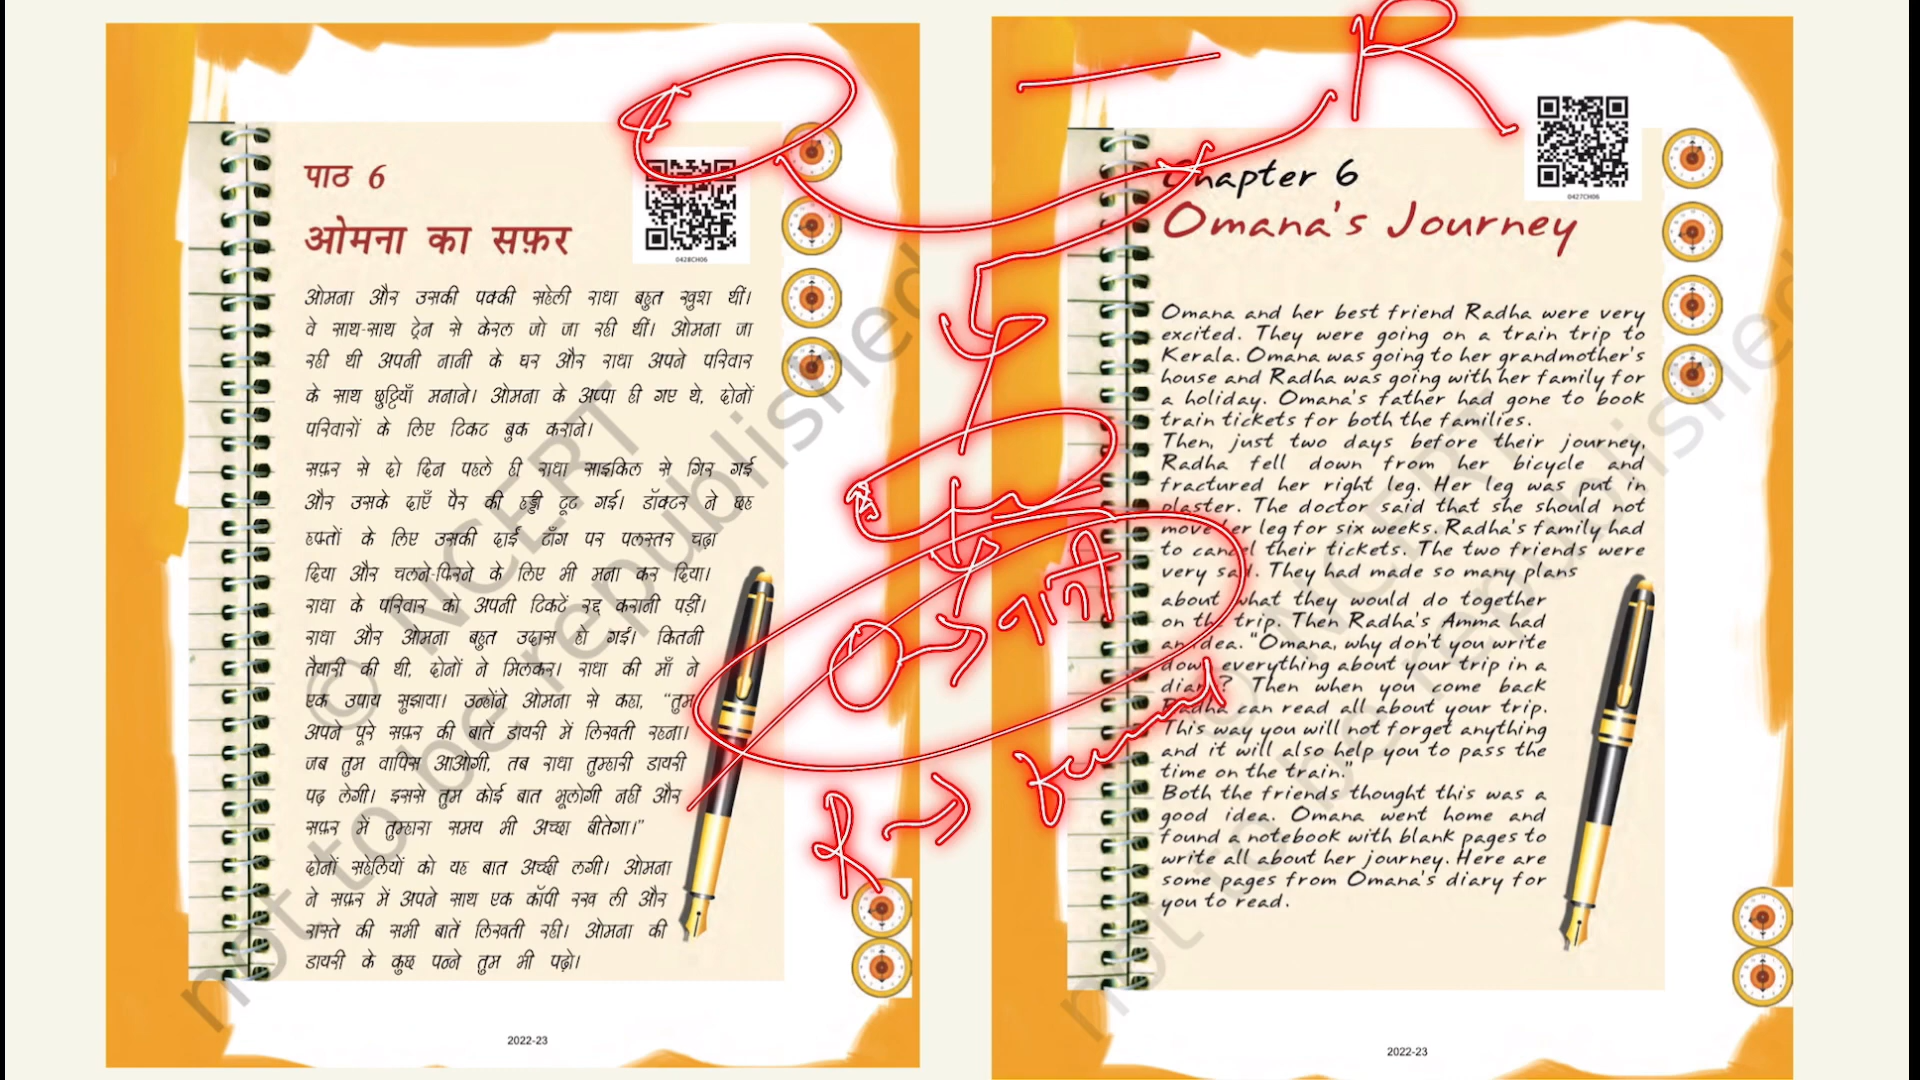 पाठ 6
ओमना का सफ़र
0428CH06
ओमना और उसकी पक्की सहेली राधा बहुत खुश थीं।
वे साथ-साथ ट्रेन से केरल जो जा रही थीं। ओमना जा
रही थी अपनी नानी के घर और राधा अपने परिवार
के साथ छुट्टियाँ मनाने। ओमना के अप्पा ही गए थे, दोनों
परिवारों के लिए टिकट बुक कराने।
सफ़र से दो दिन पहले ही राधा साइकिल से गिर गई
और उसके दाएँ पैर की हड्डी टूट गई। डॉक्टर ने छह
हफ्तों के लिए उसकी दाईं टाँग पर पलस्तर चढ़ा
दिया और चलने-फिरने के लिए भी मना कर दिया।
राधा के परिवार को अपनी टिकटें रद्द करानी पड़ीं।
राधा और ओमना बहुत उदास हो गईं। कितनी
तैयारी की थी, दोनों ने मिलकर। राधा की माँ ने
एक उपाय सुझाया। उन्होंने ओमना से कहा, “तुम
अपने पूरे सफ़र की बातें डायरी में लिखती रहना।
जब तुम वापिस आओगी, तब राधा तुम्हारी डायरी
पढ़ लेगी। इससे तुम कोई बात भूलोगी नहीं और
सफ़र में तुम्हारा समय भी अच्छा बीतेगा।”
दोनों सहेलियों को यह बात अच्छी लगी। ओमना
ने सफ़र में अपने साथ एक कॉपी रख ली और
रास्ते की सभी बातें लिखती रही। ओमना की
डायरी के कुछ पन्ने तुम भी पढ़ो।
© NCERT
not to be republished
2022-23
R
O → नानी
R →
Chapter 6
Omana's Journey
0427CH06
Omana and her best friend Radha were very
excited. They were going on a train trip to
Kerala. Omana was going to her grandmother's
house and Radha was going with her family for
a holiday. Omana's father had gone to book
train tickets for both the families.
Then, just two days before their journey,
Radha fell down from her bicycle and
fractured her right leg. Her leg was put in
plaster. The doctor said that she should not
move her leg for six weeks. Radha's family had
to cancel their tickets. The two friends were
very sad. They had made so many plans
about what they would do together
on the trip. Then Radha's Amma had
an idea. "Omana, why don't you write
down everything about your trip in a
diary? Then when you come back
Radha can read all about your trip.
This way you will not forget anything
and it will also help you to pass the
time on the train."
Both the friends thought this was a
good idea. Omana went home and
found a notebook with blank pages to
write all about her journey. Here are
some pages from Omana's diary for
you to read.
© NCERT
not to be republished
2022-23